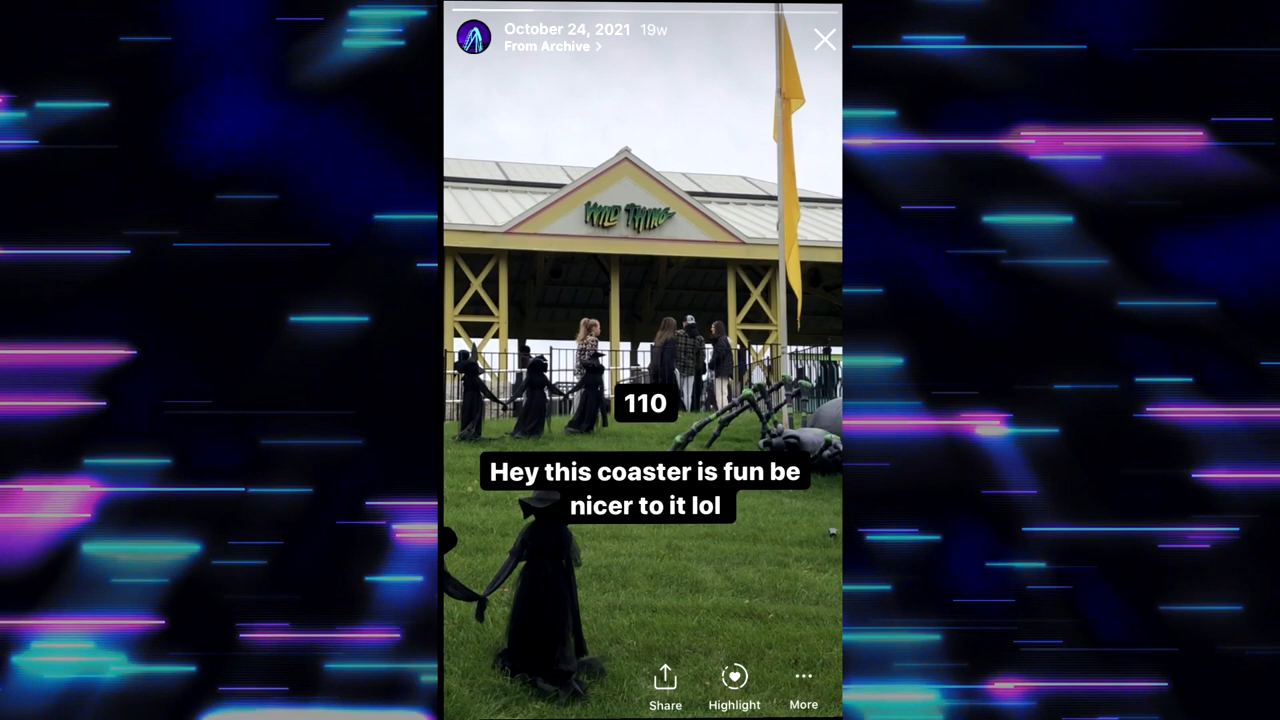 October 24, 2021 19w
From Archive >
WILD THING
110
Hey this coaster is fun be
nicer to it lol
Share Highlight More